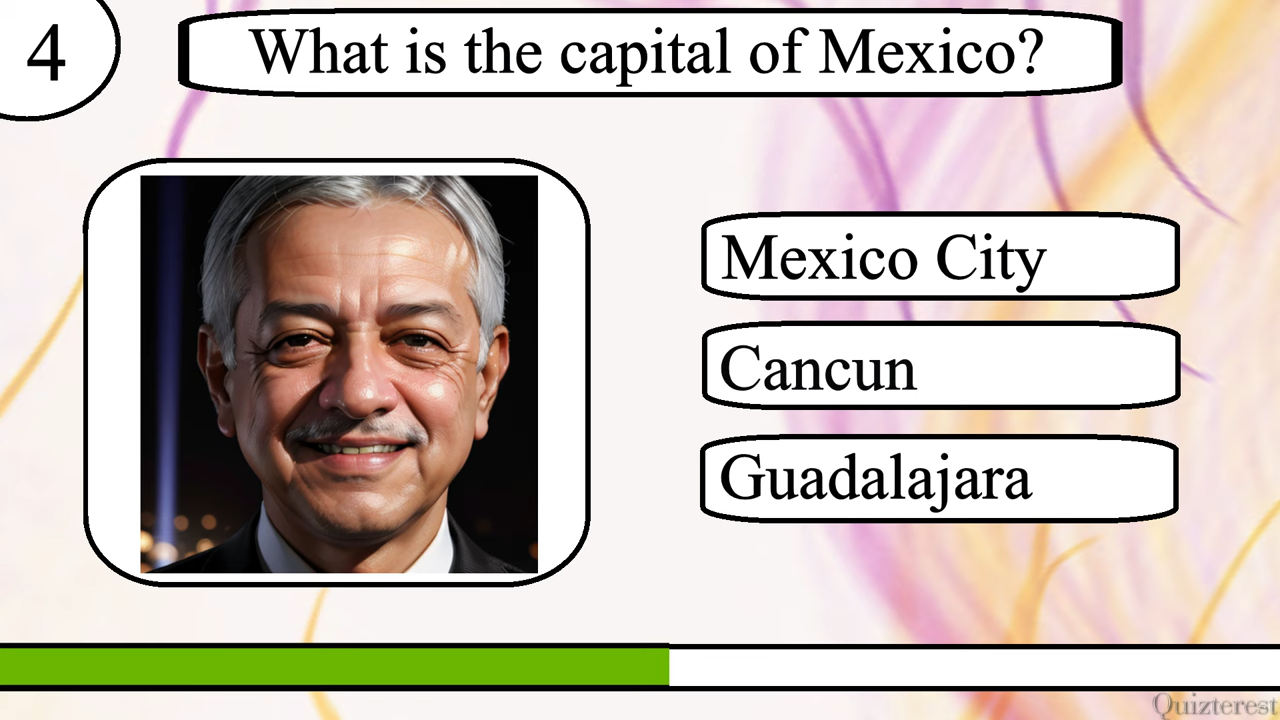 4
What is the capital of Mexico?
Mexico City
Cancun
Guadalajara
Quizterest